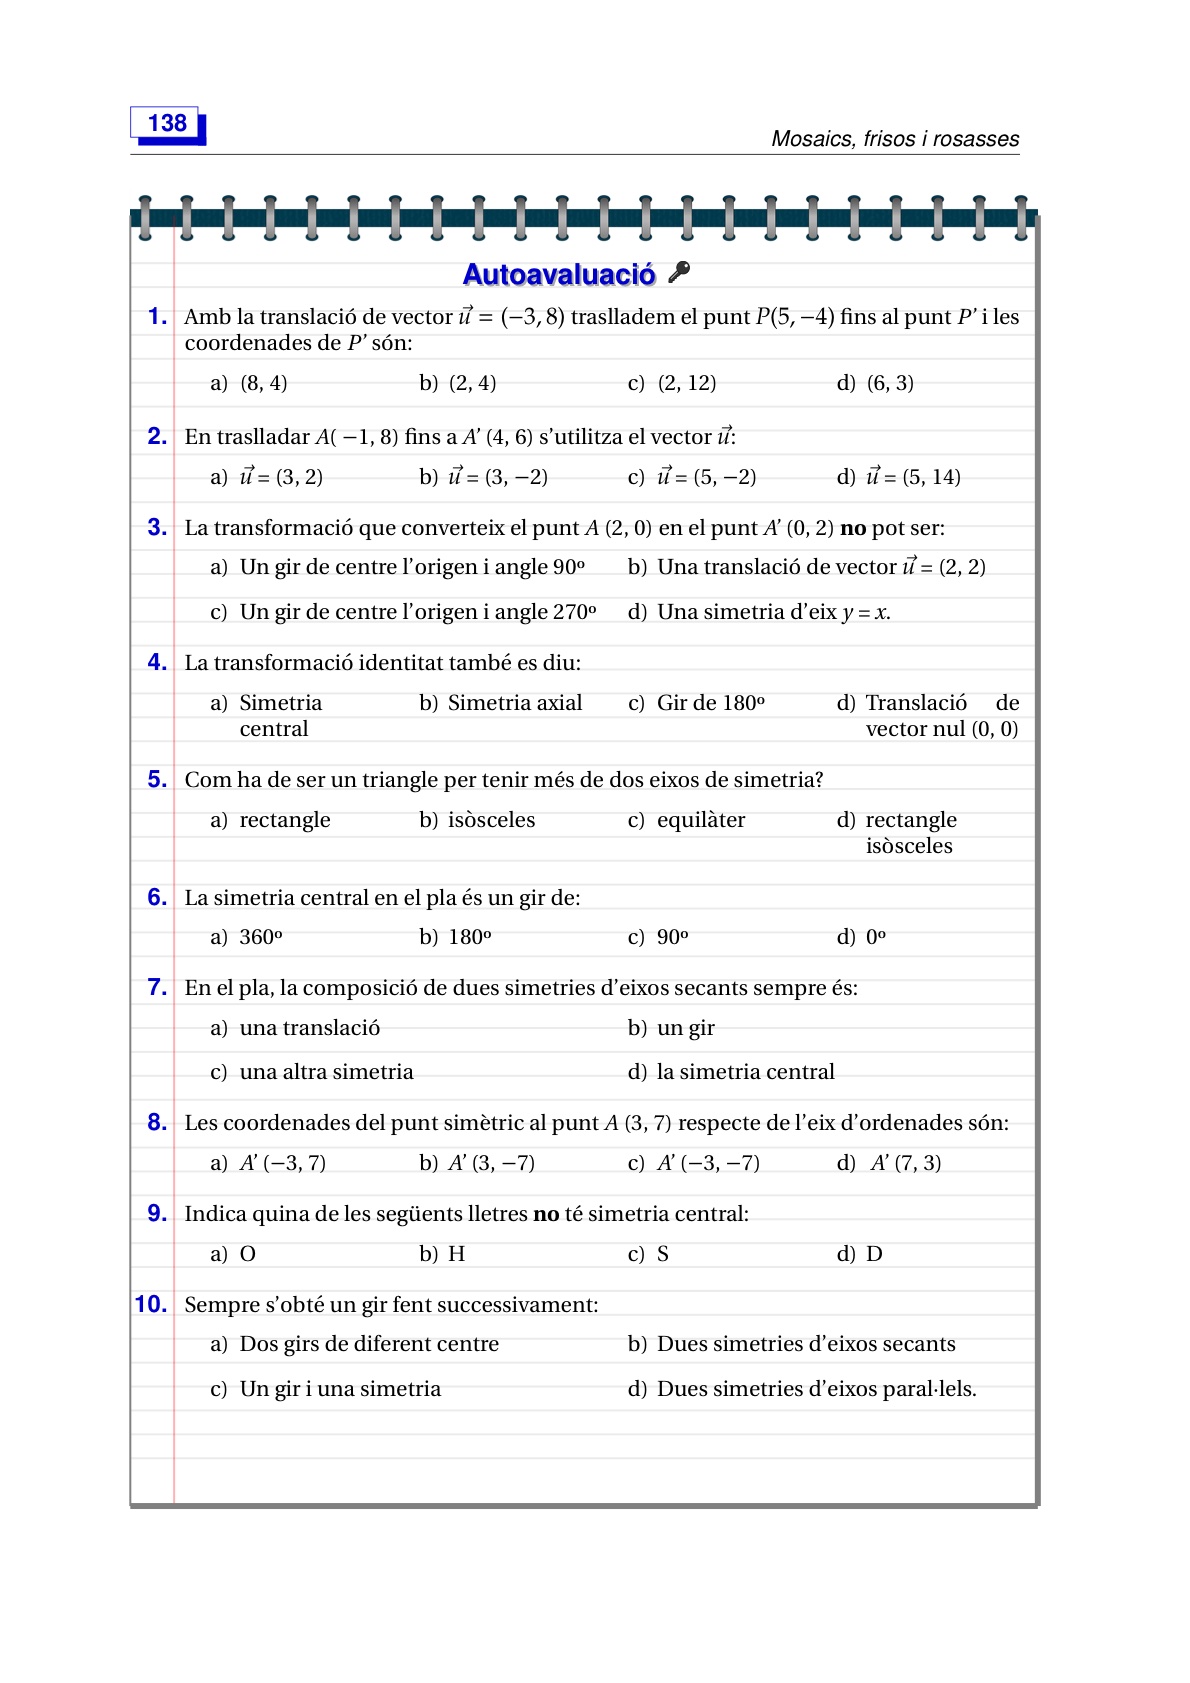 138
Mosaics, frisos i rosasses
Autoavaluació
1. Amb la translació de vector u⃗ = (−3, 8) traslladem el punt P(5, −4) fins al punt P’ i les
coordenades de P’ són:
a) (8, 4) b) (2, 4) c) (2, 12) d) (6, 3)
2. En traslladar A( −1, 8) fins a A’ (4, 6) s’utilitza el vector u⃗:
a) u⃗ = (3, 2) b) u⃗ = (3, −2) c) u⃗ = (5, −2) d) u⃗ = (5, 14)
3. La transformació que converteix el punt A (2, 0) en el punt A’ (0, 2) no pot ser:
a) Un gir de centre l’origen i angle 90º b) Una translació de vector u⃗ = (2, 2)
c) Un gir de centre l’origen i angle 270º d) Una simetria d’eix y = x.
4. La transformació identitat també es diu:
a) Simetria b) Simetria axial c) Gir de 180º d) Translació de
central vector nul (0, 0)
5. Com ha de ser un triangle per tenir més de dos eixos de simetria?
a) rectangle b) isòsceles c) equilàter d) rectangle
isòsceles
6. La simetria central en el pla és un gir de:
a) 360º b) 180º c) 90º d) 0º
7. En el pla, la composició de dues simetries d’eixos secants sempre és:
a) una translació b) un gir
c) una altra simetria d) la simetria central
8. Les coordenades del punt simètric al punt A (3, 7) respecte de l’eix d’ordenades són:
a) A’ (−3, 7) b) A’ (3, −7) c) A’ (−3, −7) d) A’ (7, 3)
9. Indica quina de les següents lletres no té simetria central:
a) O b) H c) S d) D
10. Sempre s’obté un gir fent successivament:
a) Dos girs de diferent centre b) Dues simetries d’eixos secants
c) Un gir i una simetria d) Dues simetries d’eixos paral·lels.